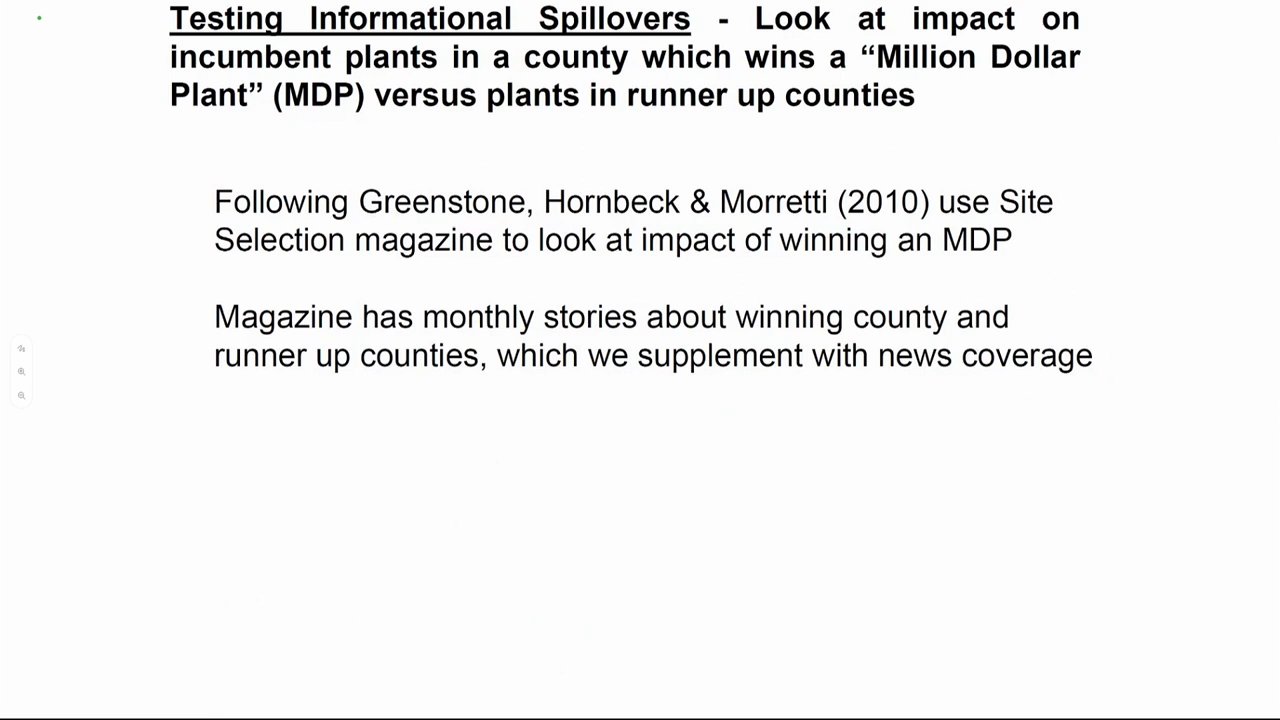 Testing Informational Spillovers - Look at impact on
incumbent plants in a county which wins a “Million Dollar
Plant” (MDP) versus plants in runner up counties
Following Greenstone, Hornbeck & Morretti (2010) use Site
Selection magazine to look at impact of winning an MDP
Magazine has monthly stories about winning county and
runner up counties, which we supplement with news coverage